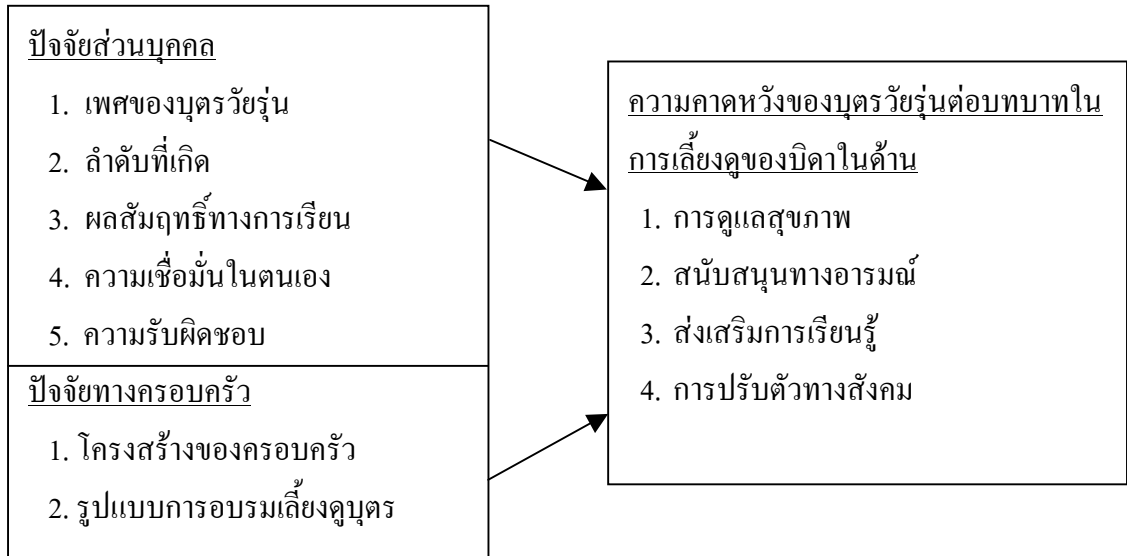 ปัจจัยส่วนบุคคล
1. เพศของบุตรวัยรุ่น
2. ลำดับที่เกิด
3. ผลสัมฤทธิ์ทางการเรียน
4. ความเชื่อมั่นในตนเอง
5. ความรับผิดชอบ
ปัจจัยทางครอบครัว
1. โครงสร้างของครอบครัว
2. รูปแบบการอบรมเลี้ยงดูบุตร
ความคาดหวังของบุตรวัยรุ่นต่อบทบาทใน
การเลี้ยงดูของบิดาในด้าน
1. การดูแลสุขภาพ
2. สนับสนุนทางอารมณ์
3. ส่งเสริมการเรียนรู้
4. การปรับตัวทางสังคม